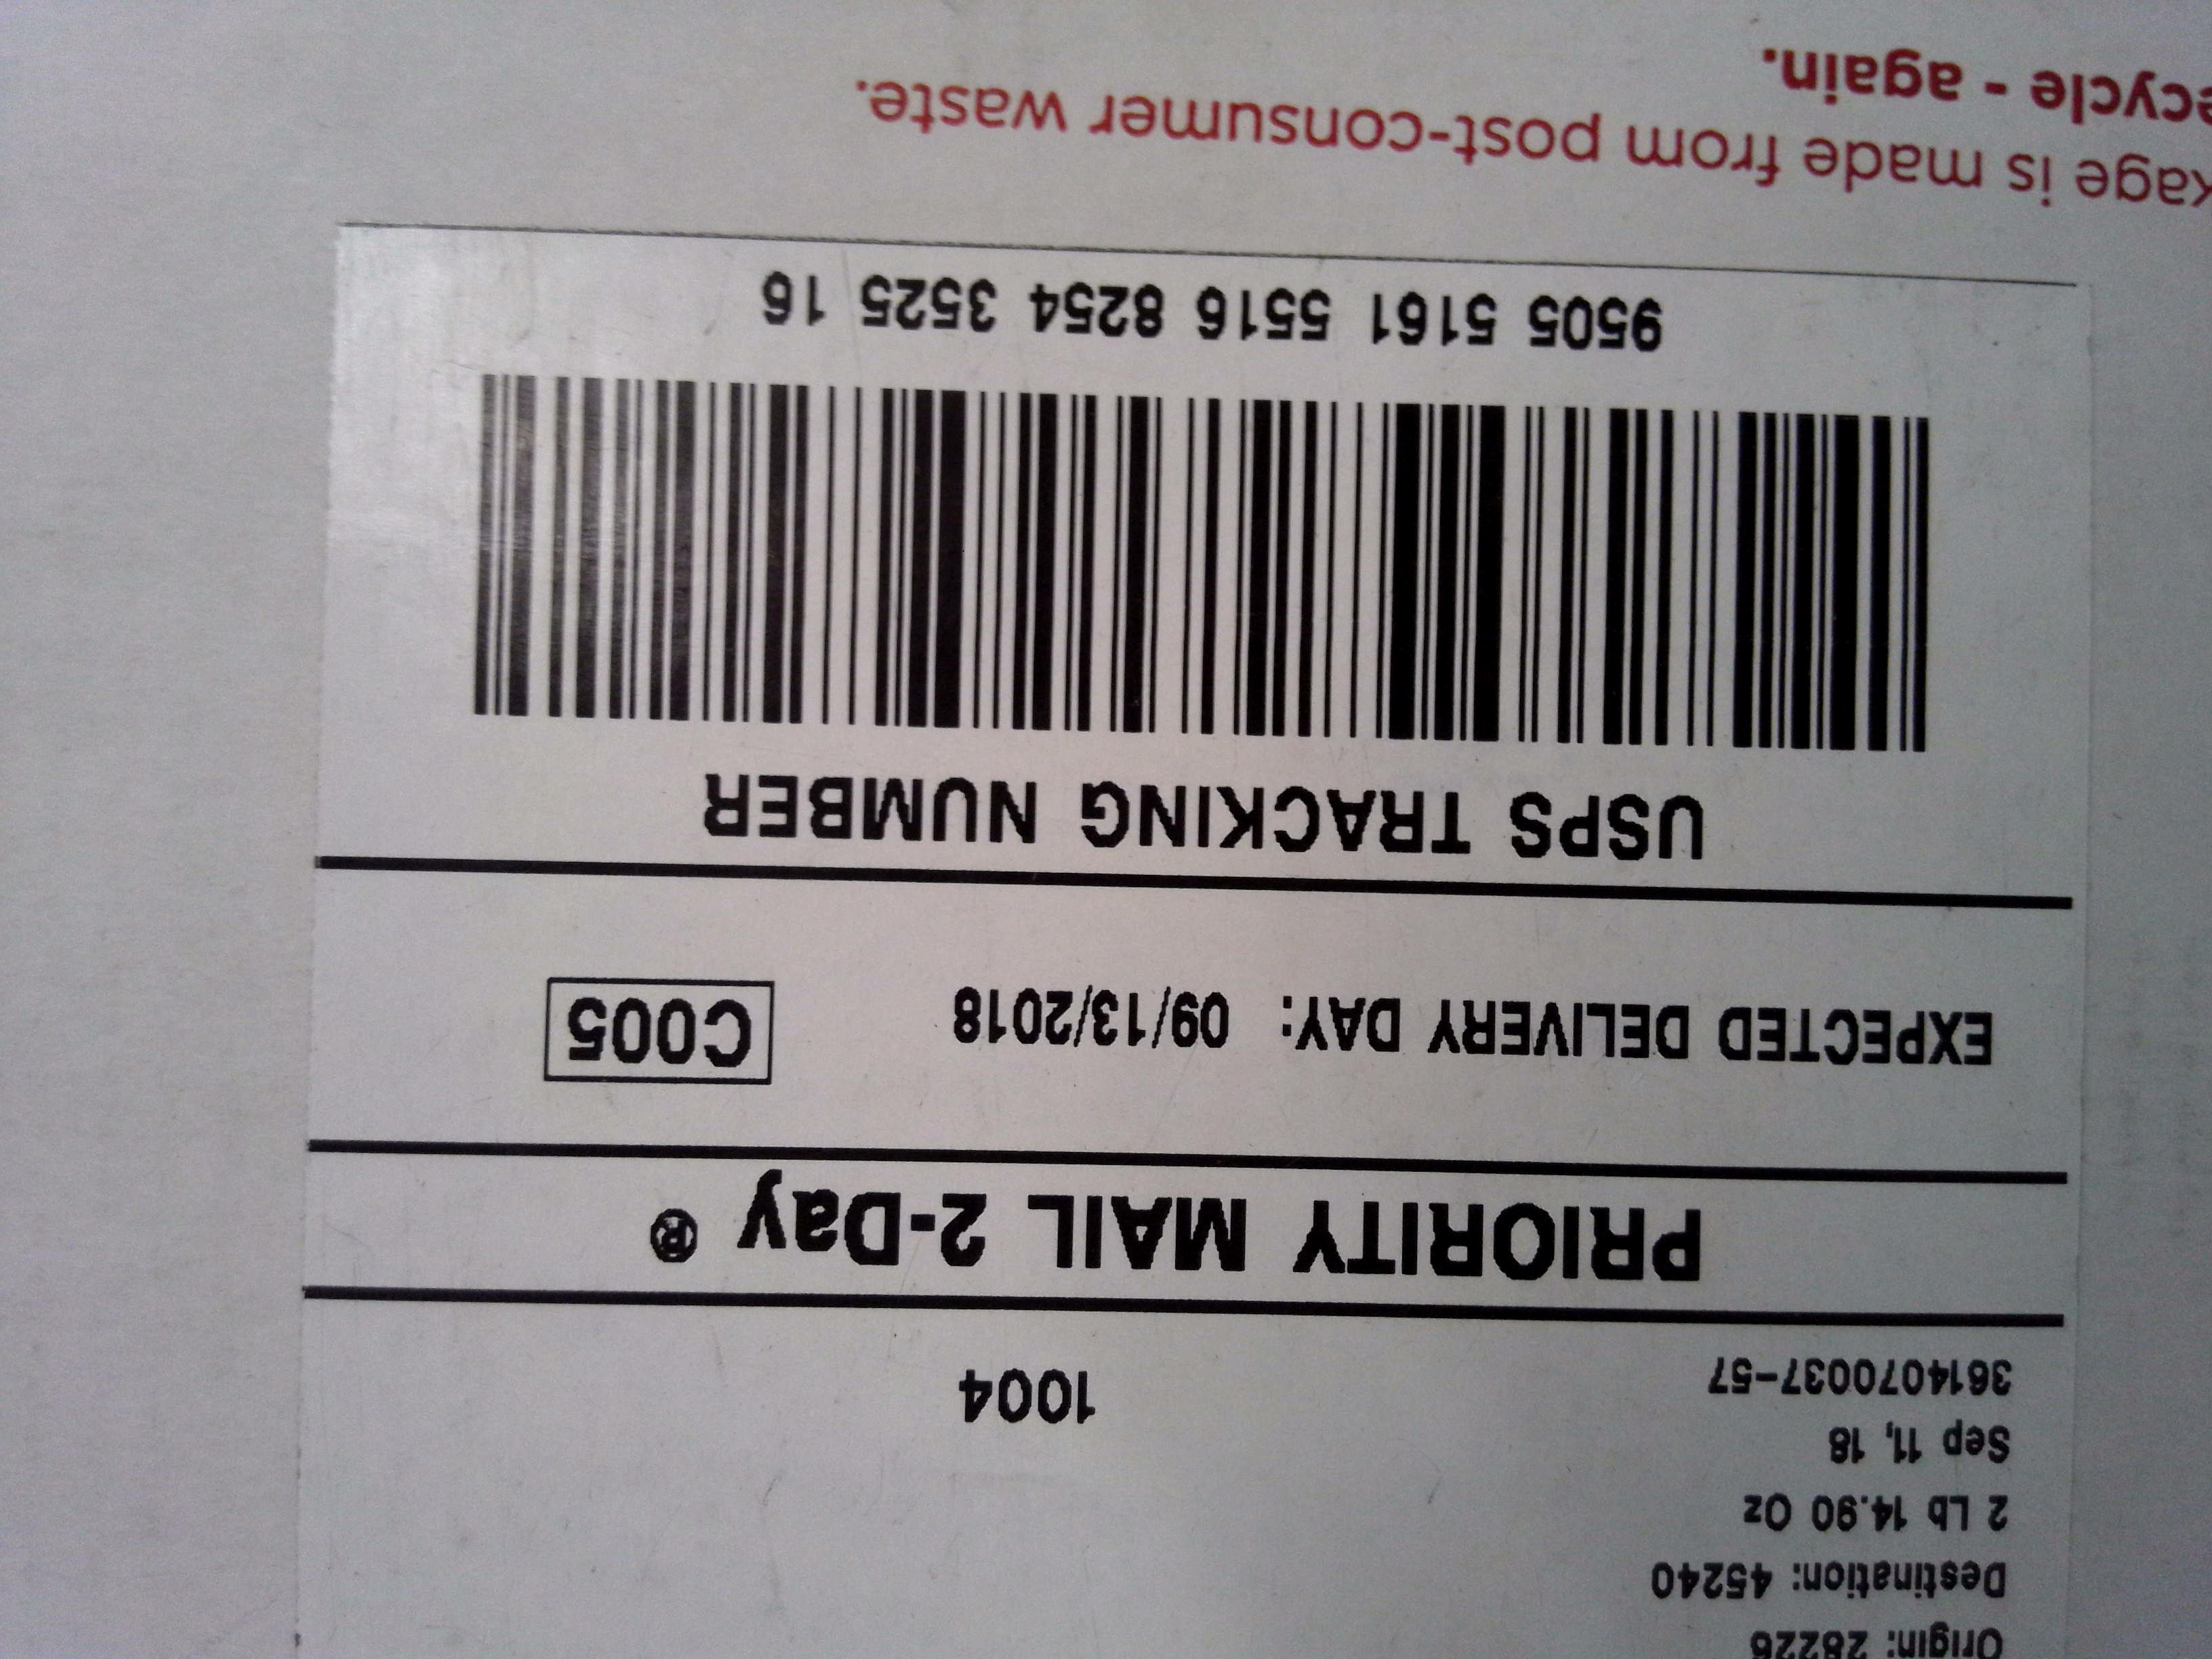 Origin: 28226
Destination: 45240
2 Lb 14.90 Oz
Sep 11, 18
3614070037-57
1004
PRIORITY MAIL 2-Day ®
EXPECTED DELIVERY DAY: 09/13/2018
C005
USPS TRACKING NUMBER
9505 5161 5516 8254 3525 16
kage is made from post-consumer waste.
ecycle - again.